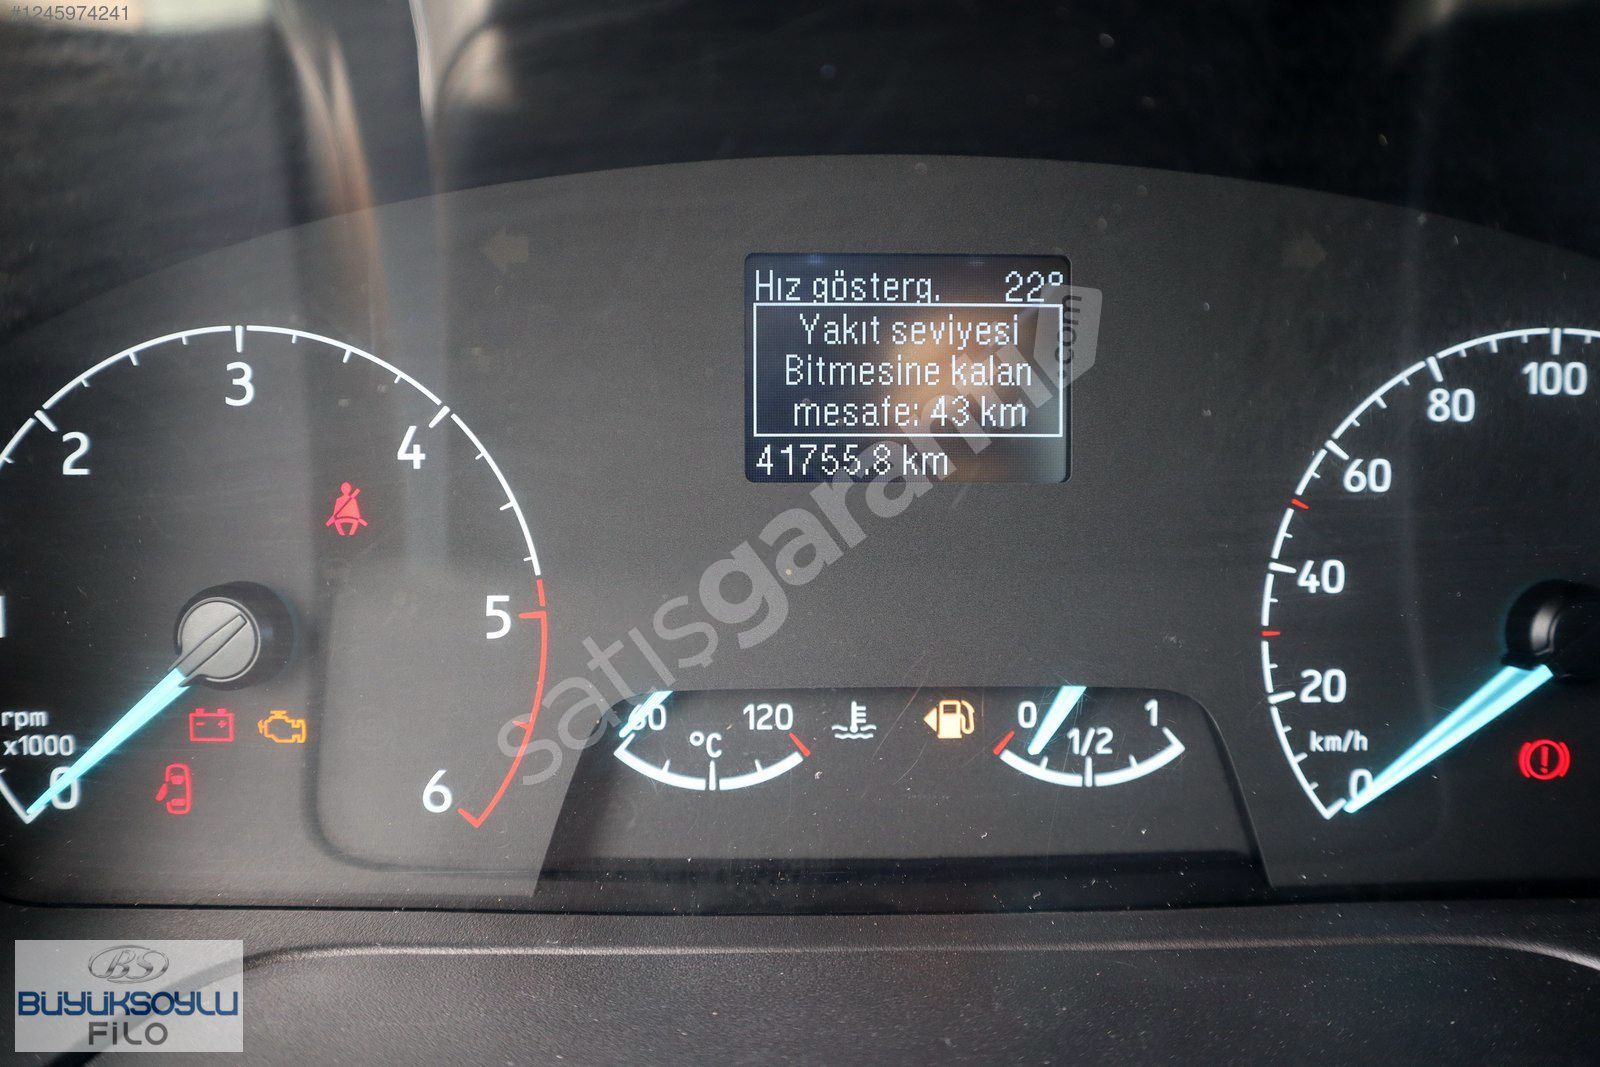 #1245974241
Hız gösterg. 22°
Yakıt seviyesi
Bitmesine kalan
mesafe: 43 km
41755.8 km
satışgaranti.com
1
2
3
4
5
6
0
rpm
x1000
60
120
°C
0
1/2
1
0
20
40
60
80
100
km/h
BS
BÜYÜKSOYLU
FİLO